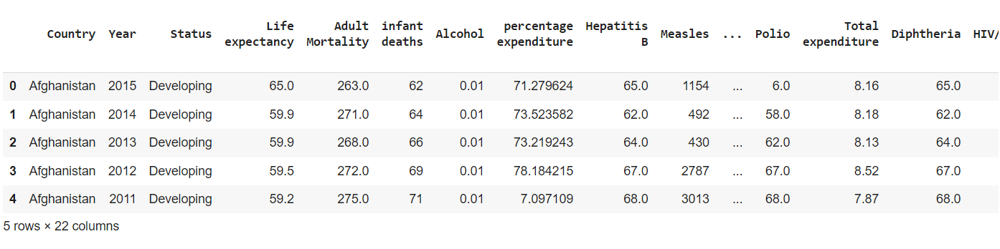 Country Year Status Life expectancy Adult Mortality infant deaths Alcohol percentage expenditure Hepatitis B Measles ... Polio Total expenditure Diphtheria HIV/
0 Afghanistan 2015 Developing 65.0 263.0 62 0.01 71.279624 65.0 1154 ... 6.0 8.16 65.0
1 Afghanistan 2014 Developing 59.9 271.0 64 0.01 73.523582 62.0 492 ... 58.0 8.18 62.0
2 Afghanistan 2013 Developing 59.9 268.0 66 0.01 73.219243 64.0 430 ... 62.0 8.13 64.0
3 Afghanistan 2012 Developing 59.5 272.0 69 0.01 78.184215 67.0 2787 ... 67.0 8.52 67.0
4 Afghanistan 2011 Developing 59.2 275.0 71 0.01 7.097109 68.0 3013 ... 68.0 7.87 68.0
5 rows × 22 columns